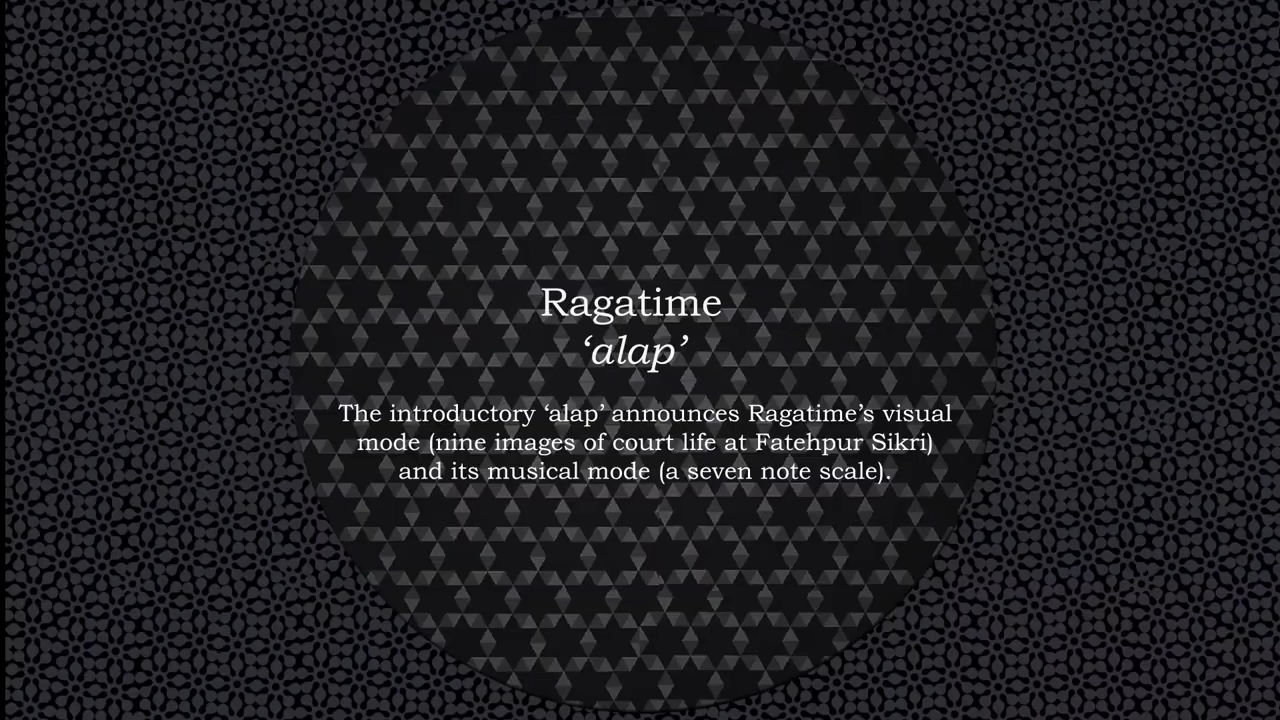 Ragatime
‘alap’
The introductory ‘alap’ announces Ragatime’s visual
mode (nine images of court life at Fatehpur Sikri)
and its musical mode (a seven note scale).